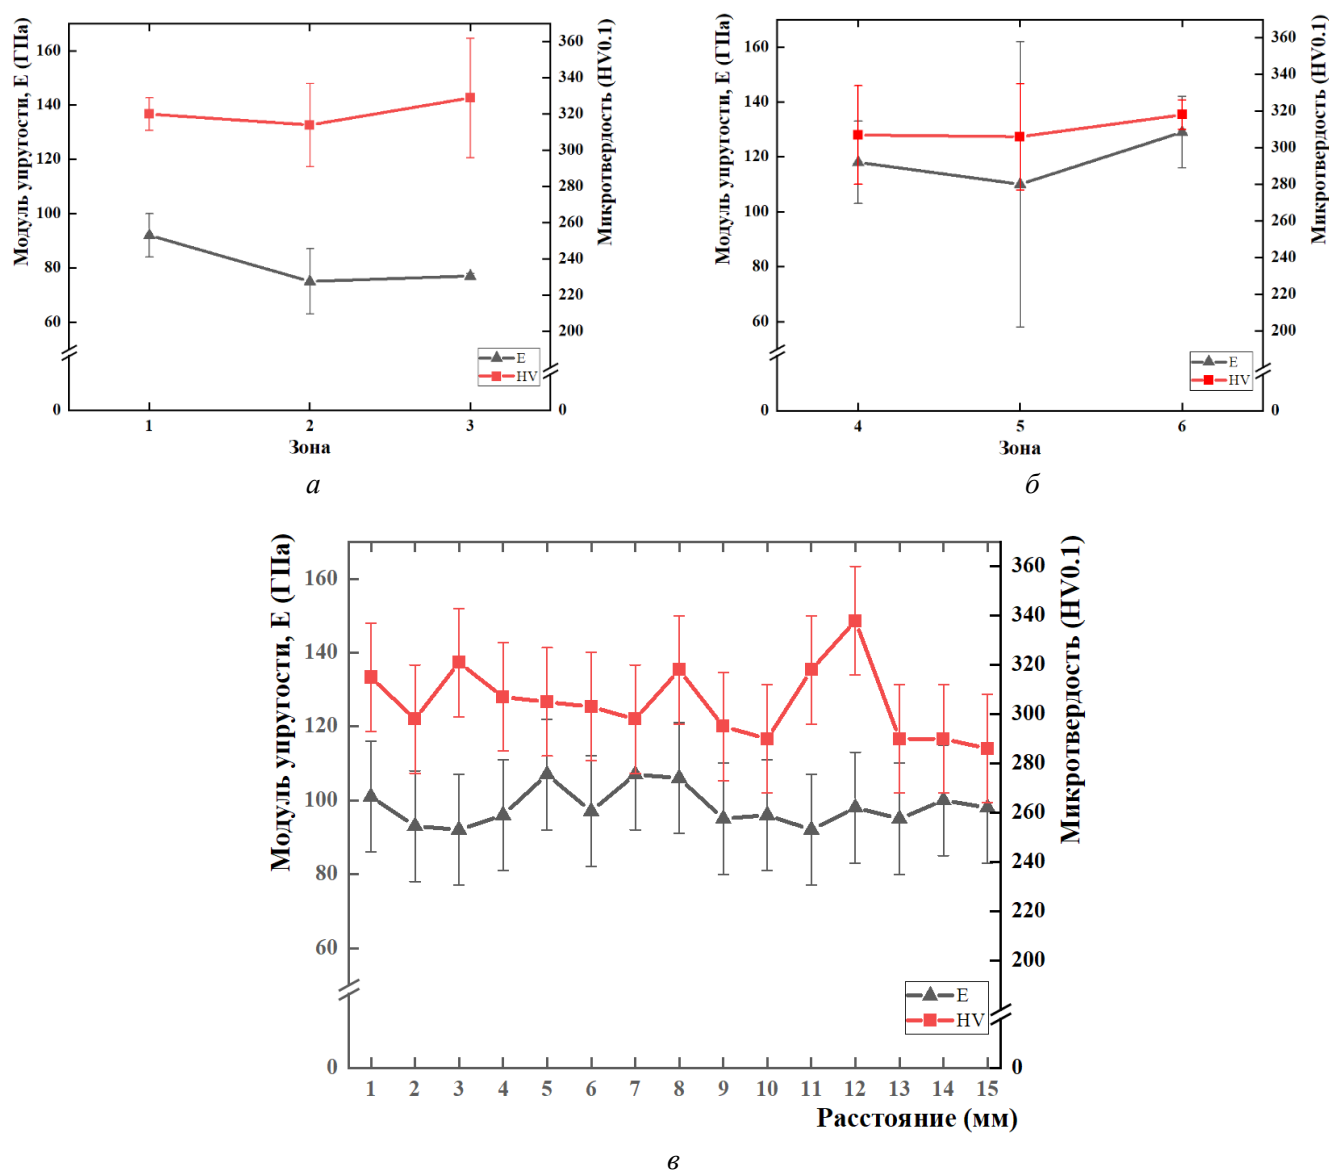 Модуль упругости, E (ГПа)
160
140
120
100
80
60
0
360
340
320
300
280
260
240
220
200
0
Микротвердость (HV0.1)
E
HV
1 2 3
Зона
а
Модуль упругости, E (ГПа)
160
140
120
100
80
60
0
360
340
320
300
280
260
240
220
200
0
Микротвердость (HV0.1)
E
HV
4 5 6
Зона
б
Модуль упругости, E (ГПа)
160
140
120
100
80
60
0
360
340
320
300
280
260
240
220
200
0
Микротвердость (HV0.1)
E
HV
1 2 3 4 5 6 7 8 9 10 11 12 13 14 15
Расстояние (мм)
в